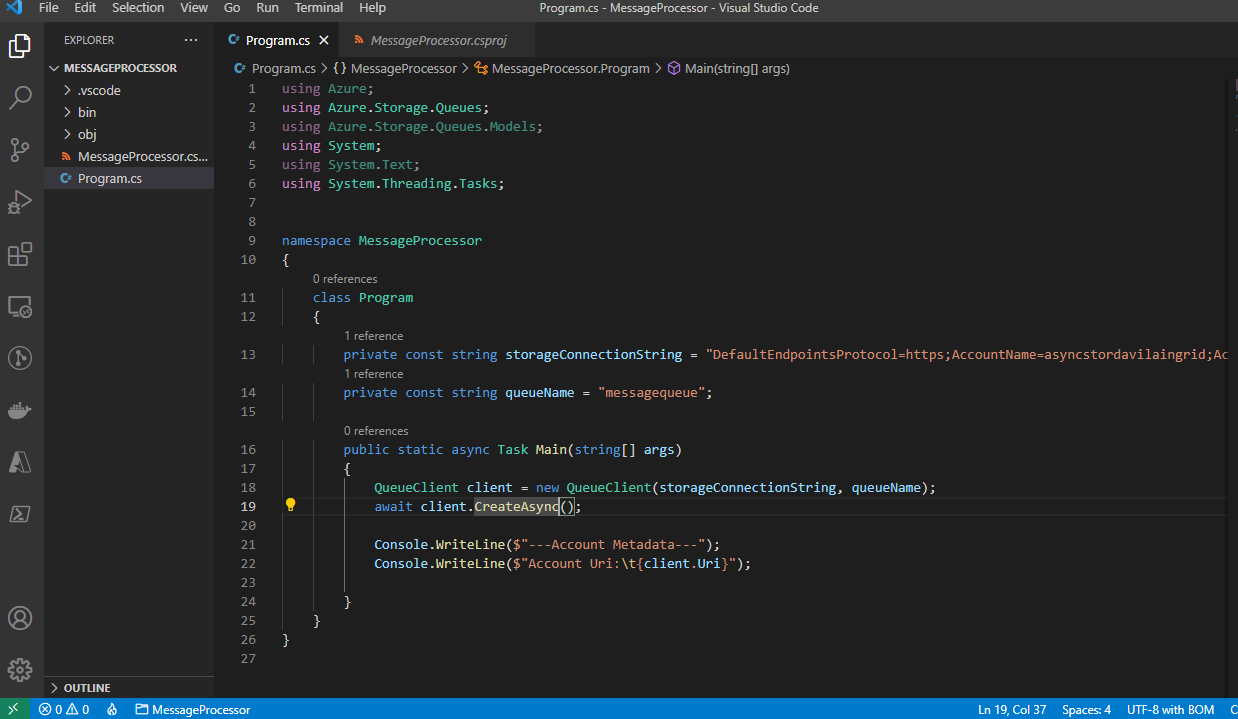 File Edit Selection View Go Run Terminal Help Program.cs - MessageProcessor - Visual Studio Code
EXPLORER ···
Program.cs
MessageProcessor.csproj
MESSAGEPROCESSOR
.vscode
bin
obj
MessageProcessor.cs...
Program.cs
OUTLINE
Program.cs > {} MessageProcessor > MessageProcessor.Program > Main(string[] args)
1 using Azure;
2 using Azure.Storage.Queues;
3 using Azure.Storage.Queues.Models;
4 using System;
5 using System.Text;
6 using System.Threading.Tasks;
7
8
9 namespace MessageProcessor
10 {
0 references
11 class Program
12 {
1 reference
13 private const string storageConnectionString = "DefaultEndpointsProtocol=https;AccountName=asyncstordavilaingrid;Ac
1 reference
14 private const string queueName = "messagequeue";
15
0 references
16 public static async Task Main(string[] args)
17 {
18 QueueClient client = new QueueClient(storageConnectionString, queueName);
19 await client.CreateAsync();
20
21 Console.WriteLine($"---Account Metadata---");
22 Console.WriteLine($"Account Uri:\t{client.Uri}");
23
24 }
25 }
26 }
27
0 0 MessageProcessor Ln 19, Col 37 Spaces: 4 UTF-8 with BOM C